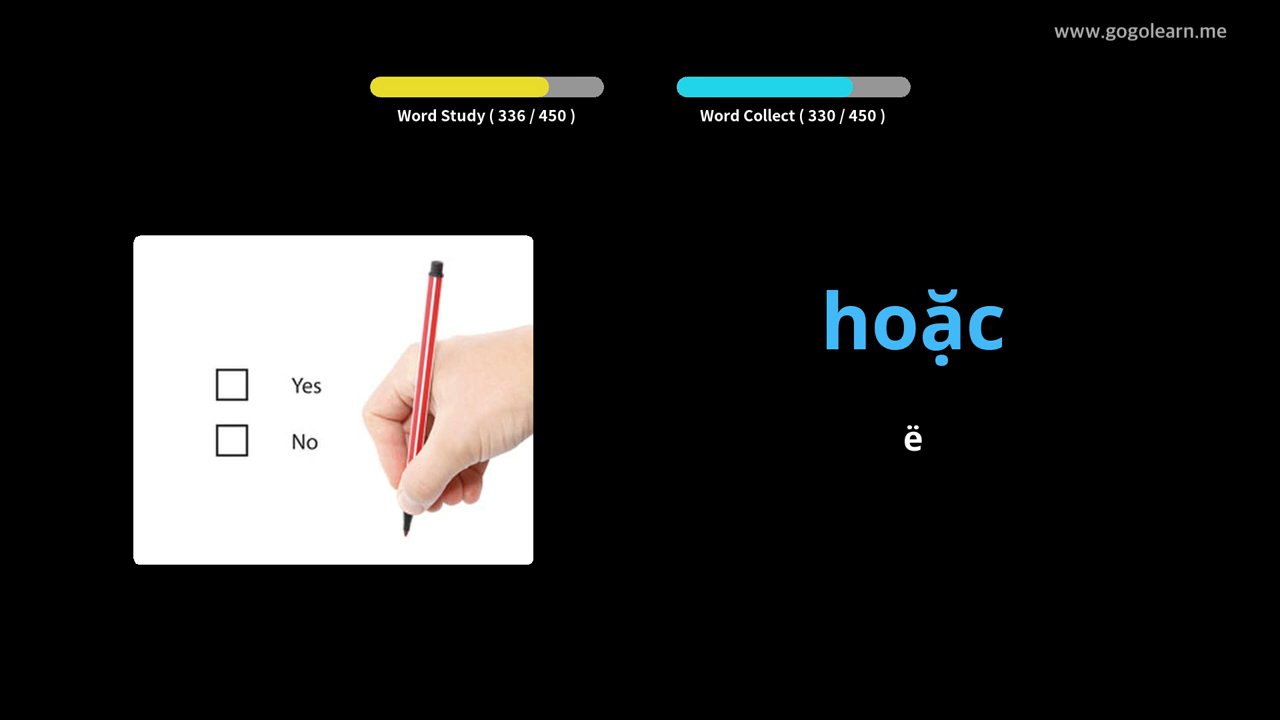 www.gogolearn.me
Word Study ( 336 / 450 )
Word Collect ( 330 / 450 )
hoặc
ë
Yes
No